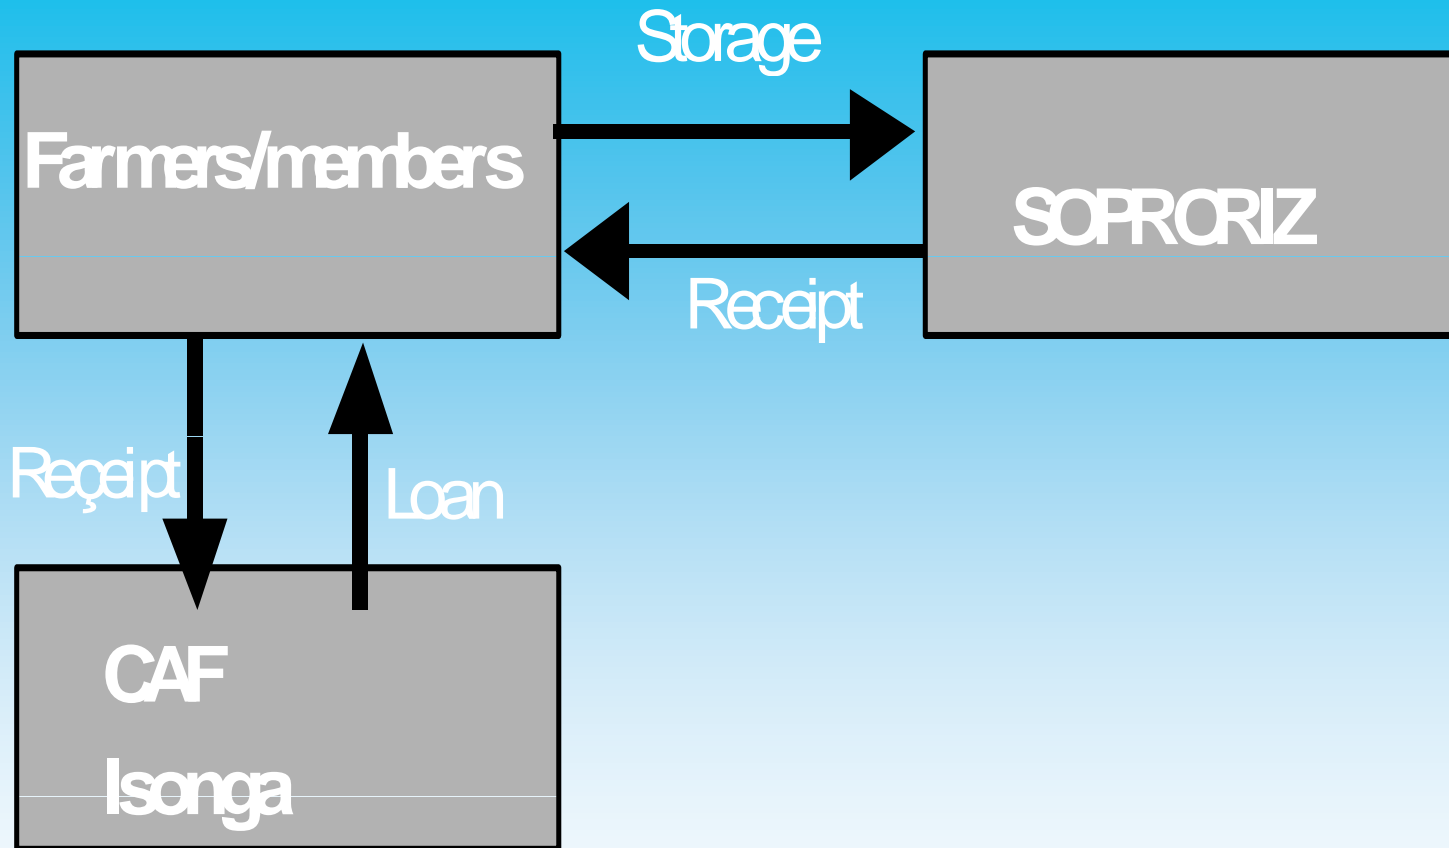 Storage
Farmers/members
SOPRORIZ
Receipt
Reçeipt
Loan
CAF
Isonga